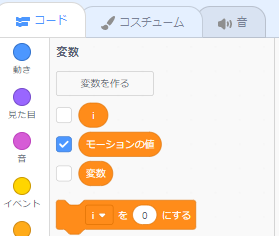 コード コスチューム 音
変数
動き
変数を作る
i
見た目
モーションの値
音
変数
イベント
i を 0 にする